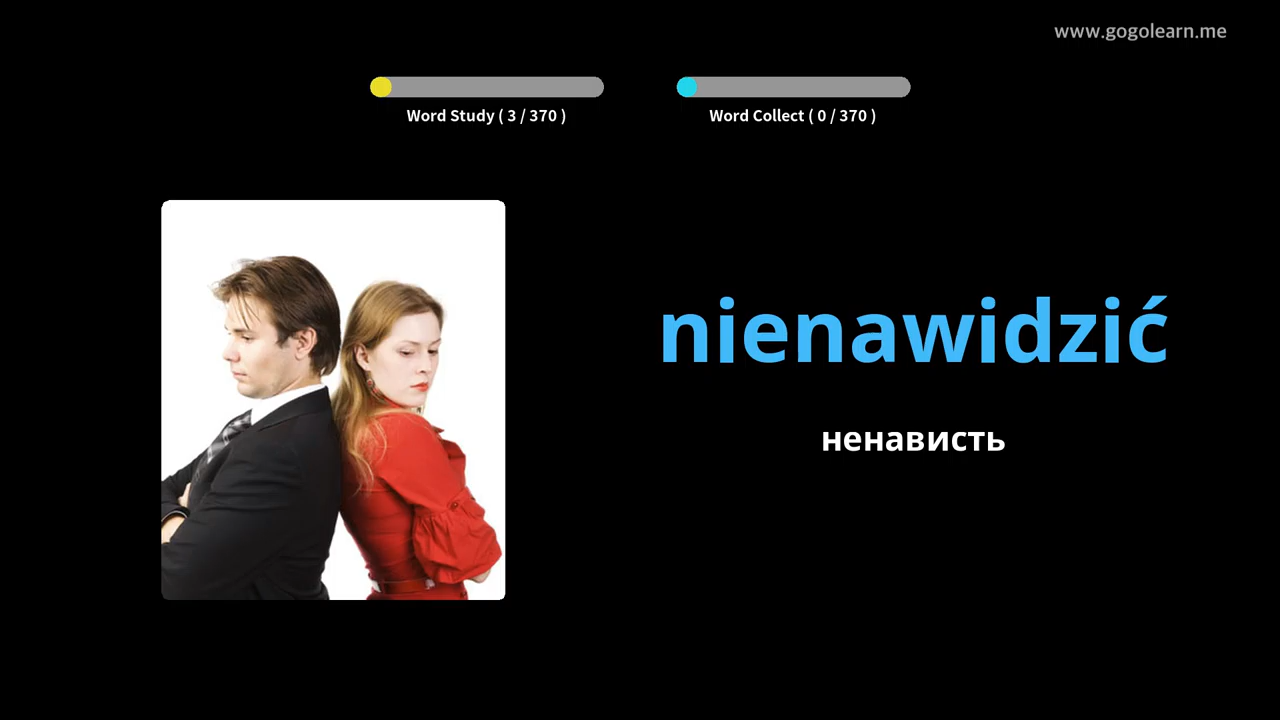 www.gogolearn.me
Word Study ( 3 / 370 )
Word Collect ( 0 / 370 )
nienawidzić
ненависть